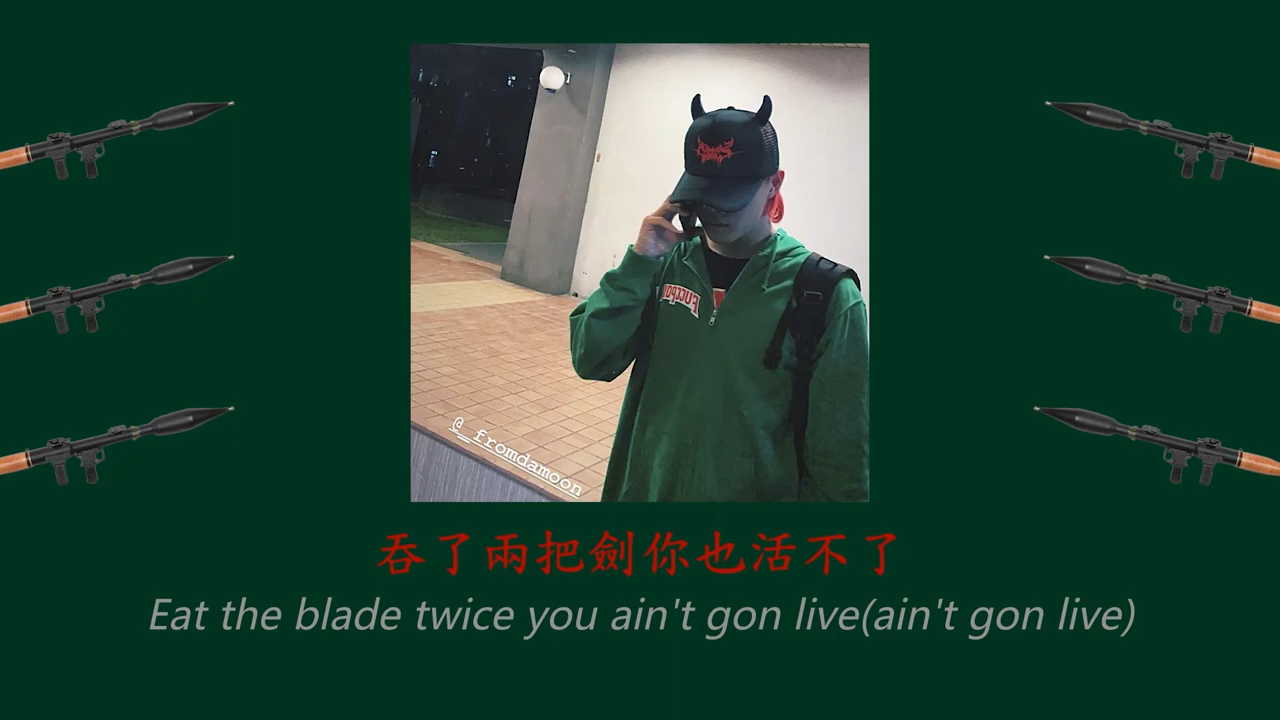 @_fromdamoon
吞了兩把劍你也活不了
Eat the blade twice you ain't gon live(ain't gon live)